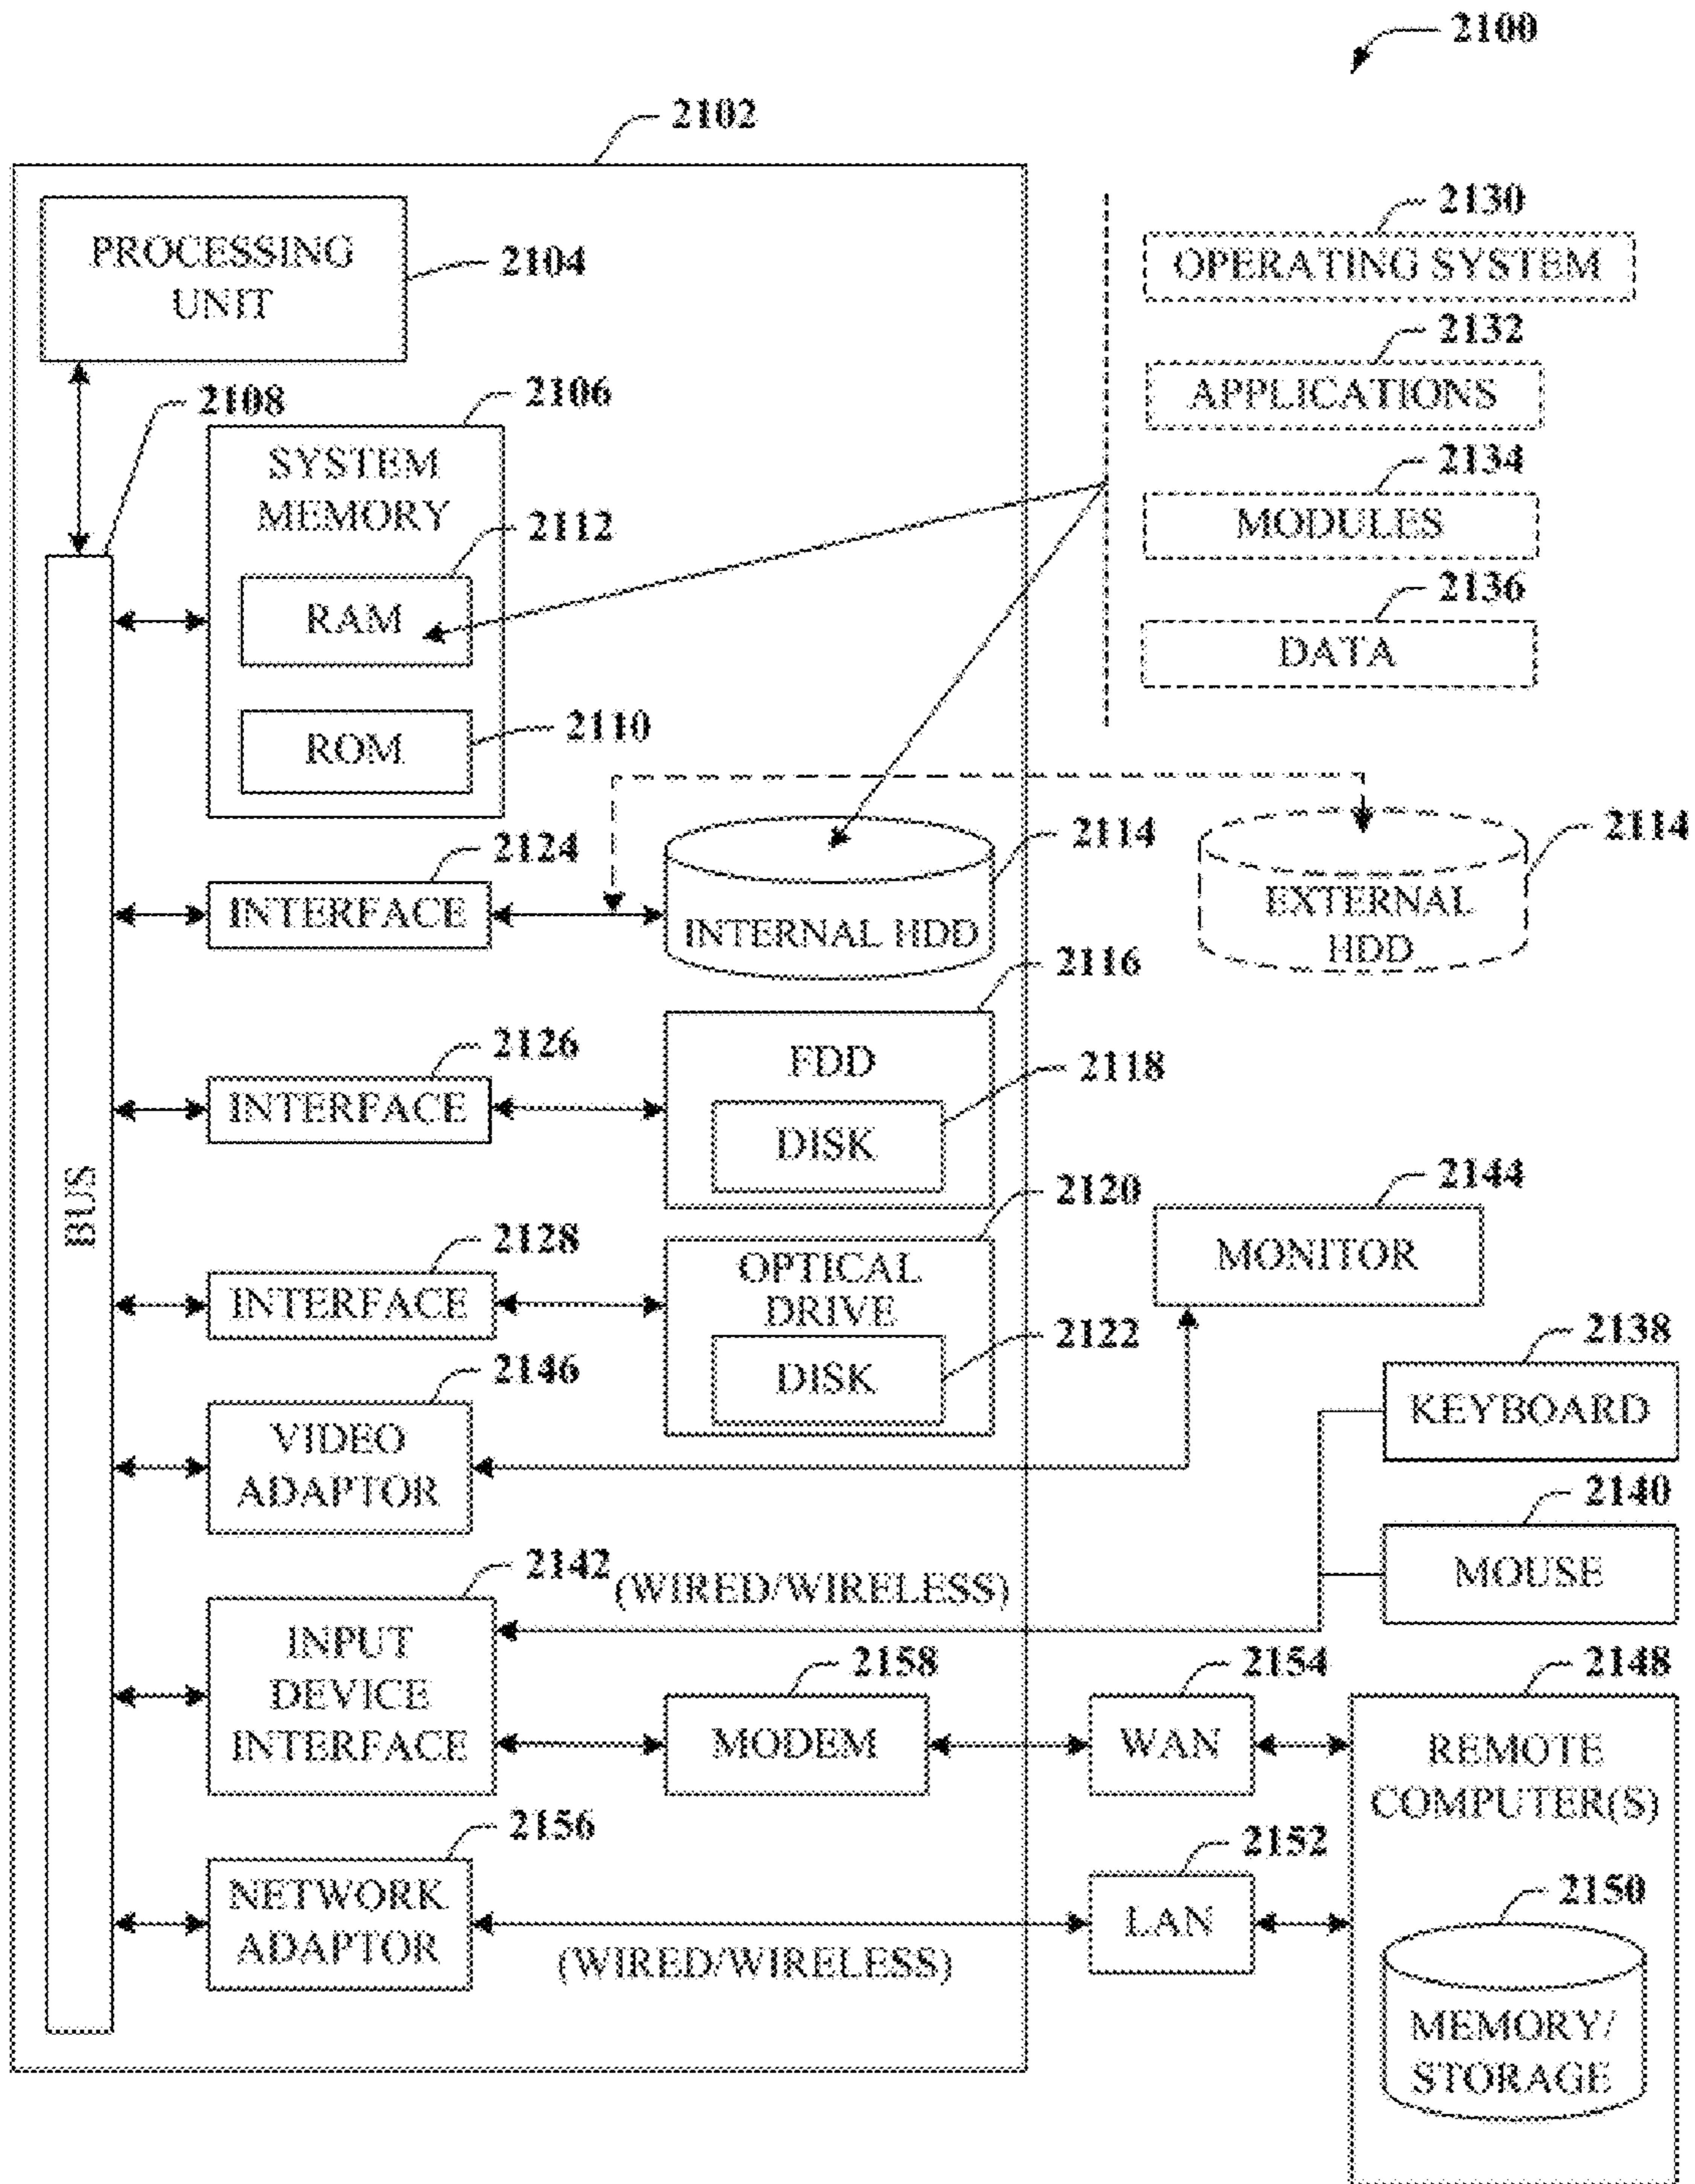 2100
2102
PROCESSING
UNIT
2104
2130
OPERATING SYSTEM
2132
APPLICATIONS
2134
MODULES
2136
DATA
2108
2106
SYSTEM
MEMORY
2112
RAM
2110
ROM
BUS
2124
INTERFACE
2114
INTERNAL HDD
2114
EXTERNAL
HDD
2126
INTERFACE
2116
FDD
2118
DISK
2128
INTERFACE
2120
OPTICAL
DRIVE
2122
DISK
2144
MONITOR
2146
VIDEO
ADAPTOR
2138
KEYBOARD
2140
MOUSE
2142
(WIRED/WIRELESS)
INPUT
DEVICE
INTERFACE
2158
MODEM
2154
WAN
2148
REMOTE
COMPUTER(S)
2156
NETWORK
ADAPTOR
(WIRED/WIRELESS)
2152
LAN
2150
MEMORY/
STORAGE